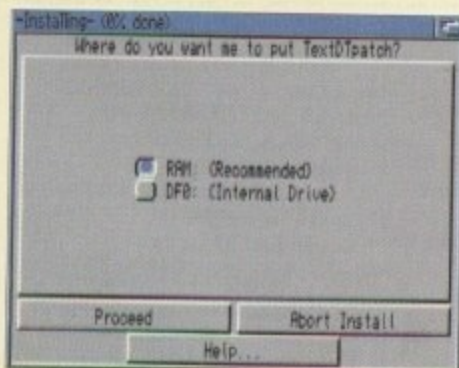 -Installing- (0% done)
Where do you want me to put TextDTpatch?
RAM: (Recommended)
DF0: (Internal Drive)
Proceed
Abort Install
Help...